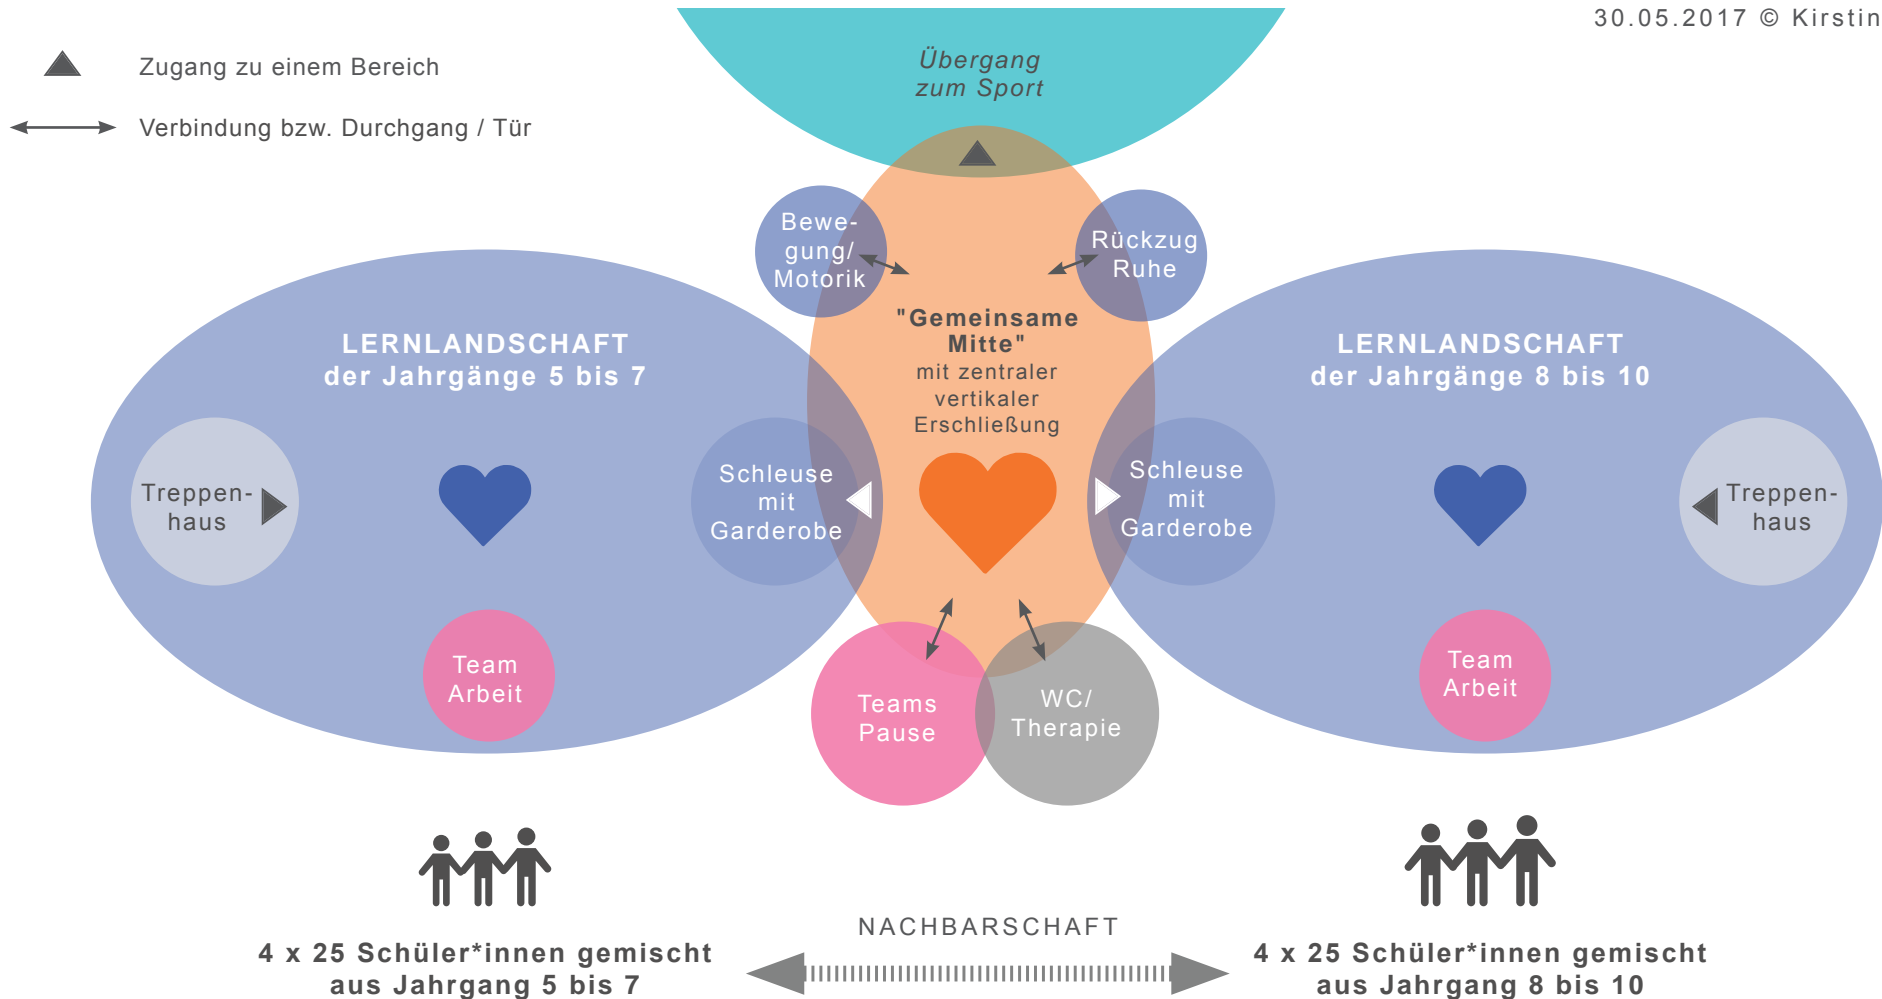 30.05.2017 © Kirstin
Zugang zu einem Bereich
Verbindung bzw. Durchgang / Tür
Übergang
zum Sport
Bewe-
gung/
Motorik
Rückzug
Ruhe
"Gemeinsame
Mitte"
mit zentraler
vertikaler
Erschließung
LERNLANDSCHAFT
der Jahrgänge 5 bis 7
LERNLANDSCHAFT
der Jahrgänge 8 bis 10
Treppen-
haus
Schleuse
mit
Garderobe
Schleuse
mit
Garderobe
Treppen-
haus
Team
Arbeit
Teams
Pause
WC/
Therapie
Team
Arbeit
NACHBARSCHAFT
4 x 25 Schüler*innen gemischt
aus Jahrgang 5 bis 7
4 x 25 Schüler*innen gemischt
aus Jahrgang 8 bis 10